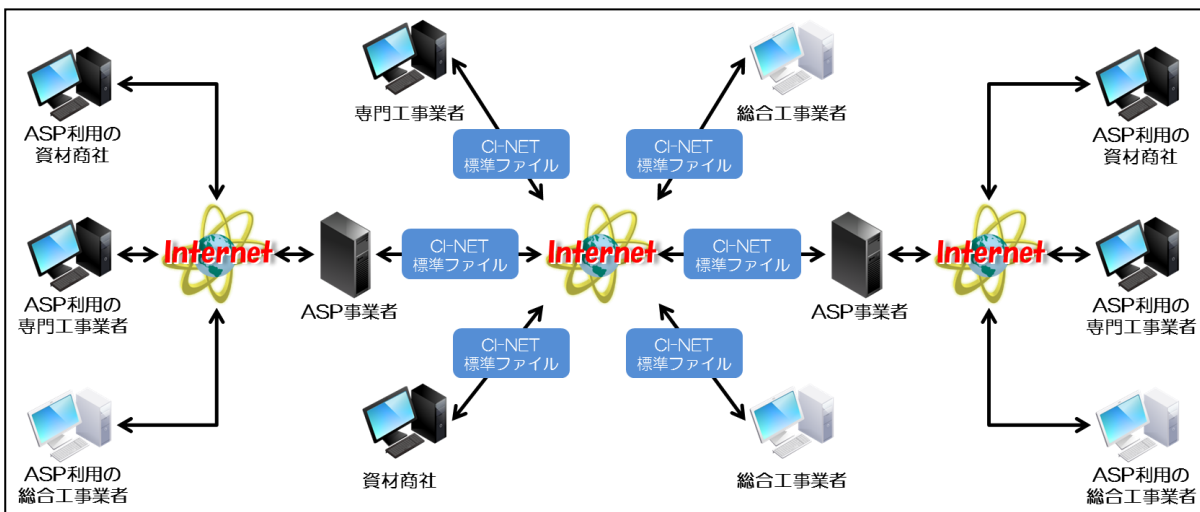 ASP利用の
資材商社
専門工事業者
総合工事業者
ASP利用の
資材商社
CI-NET
標準ファイル
CI-NET
標準ファイル
ASP利用の
専門工事業者
Internet
ASP事業者
CI-NET
標準ファイル
Internet
CI-NET
標準ファイル
ASP事業者
Internet
ASP利用の
専門工事業者
CI-NET
標準ファイル
CI-NET
標準ファイル
ASP利用の
総合工事業者
資材商社
総合工事業者
ASP利用の
総合工事業者